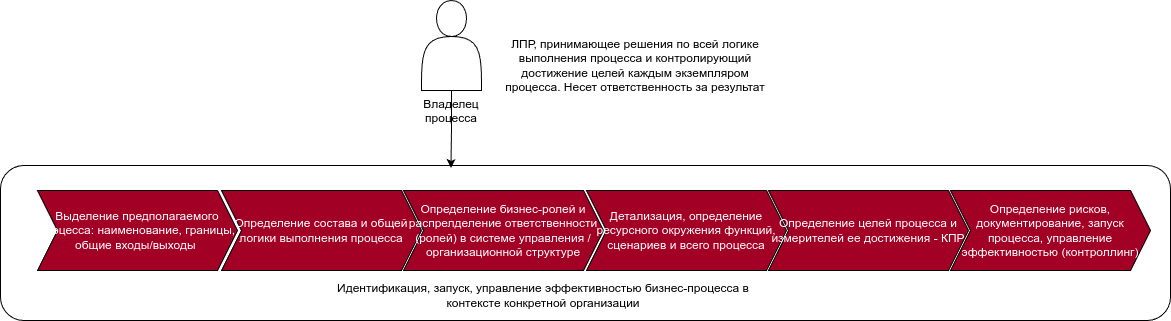 ЛПР, принимающее решения по всей логике
выполнения процесса и контролирующий
достижение целей каждым экземпляром
процесса. Несет ответственность за результат
Владелец
процесса
Выделение предполагаемого
оцесса: наименование, границы,
общие входы/выходы
Определение состава и общей
логики выполнения процесса
Определение бизнес-ролей и
распределение ответственности
(ролей) в системе управления /
организационной структуре
Детализация, определение
ресурсного окружения функций,
сценариев и всего процесса
Определение целей процесса и
измерителей ее достижения - КПР
Определение рисков,
документирование, запуск
процесса, управление
эффективностью (контроллинг)
Идентификация, запуск, управление эффективностью бизнес-процесса в
контексте конкретной организации